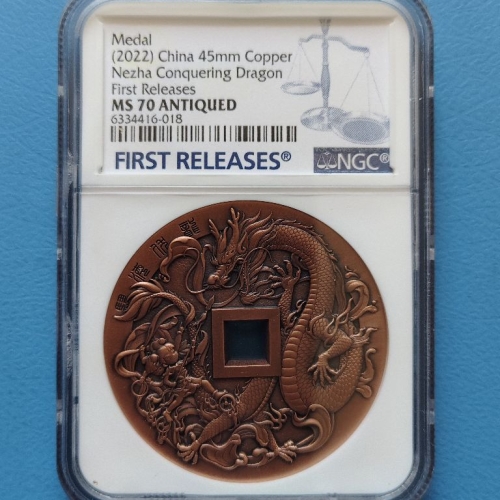 Medal
(2022) China 45mm Copper
Nezha Conquering Dragon
First Releases
MS 70 ANTIQUED
6334416-018
FIRST RELEASES®
NGC®